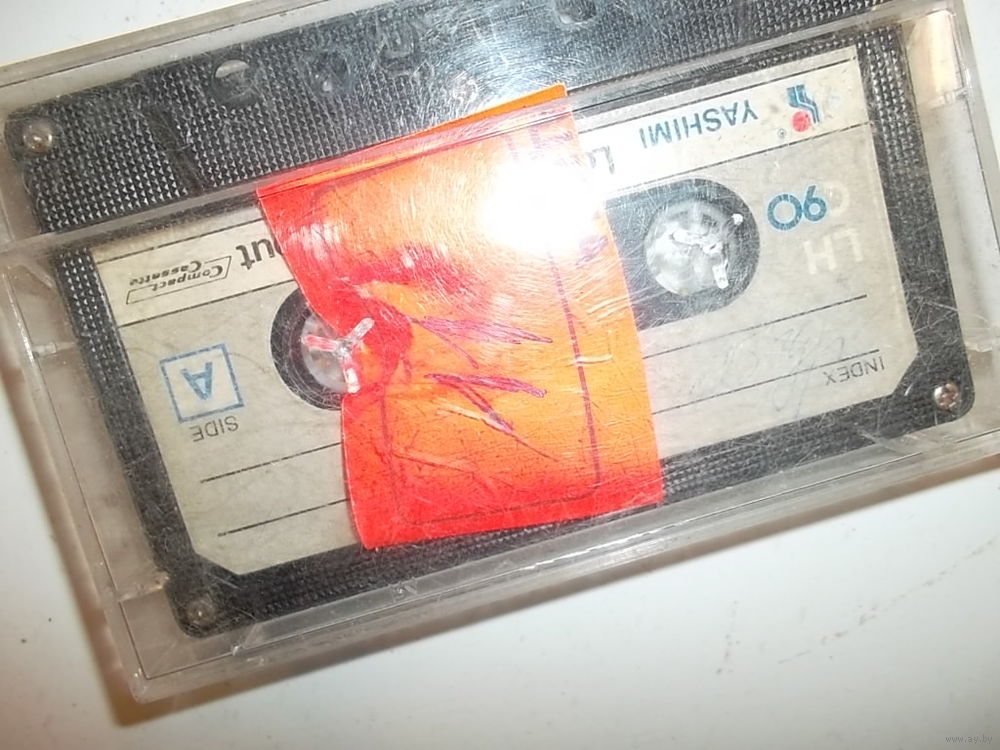 INDEX
SIDE
A
LH
90
YASHIMI
Compact
Cassette
www.ay.by